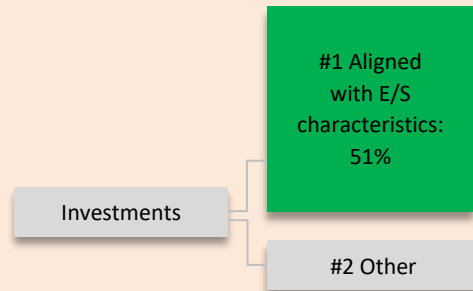 #1 Aligned
with E/S
characteristics:
51%
Investments
#2 Other